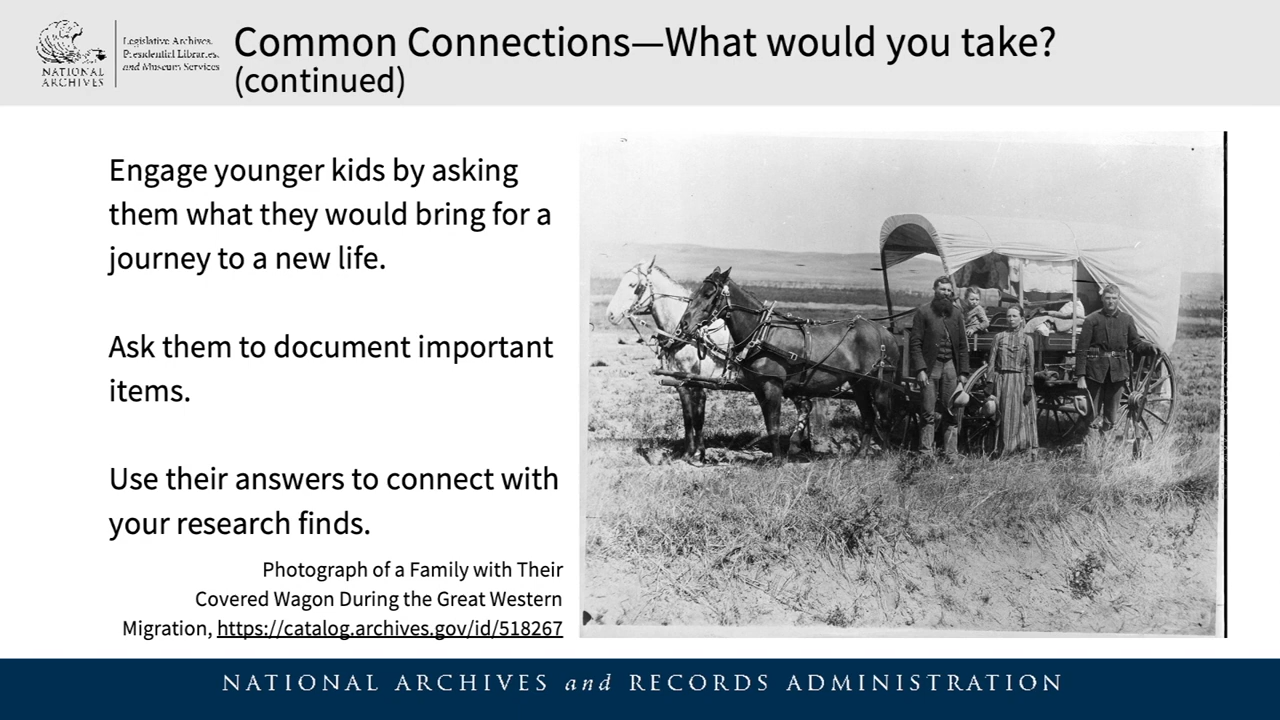 NATIONAL
ARCHIVES
Legislative Archives,
Presidential Libraries,
and Museum Services
Common Connections—What would you take?
(continued)
Engage younger kids by asking
them what they would bring for a
journey to a new life.
Ask them to document important
items.
Use their answers to connect with
your research finds.
Photograph of a Family with Their
Covered Wagon During the Great Western
Migration, https://catalog.archives.gov/id/518267
NATIONAL ARCHIVES and RECORDS ADMINISTRATION